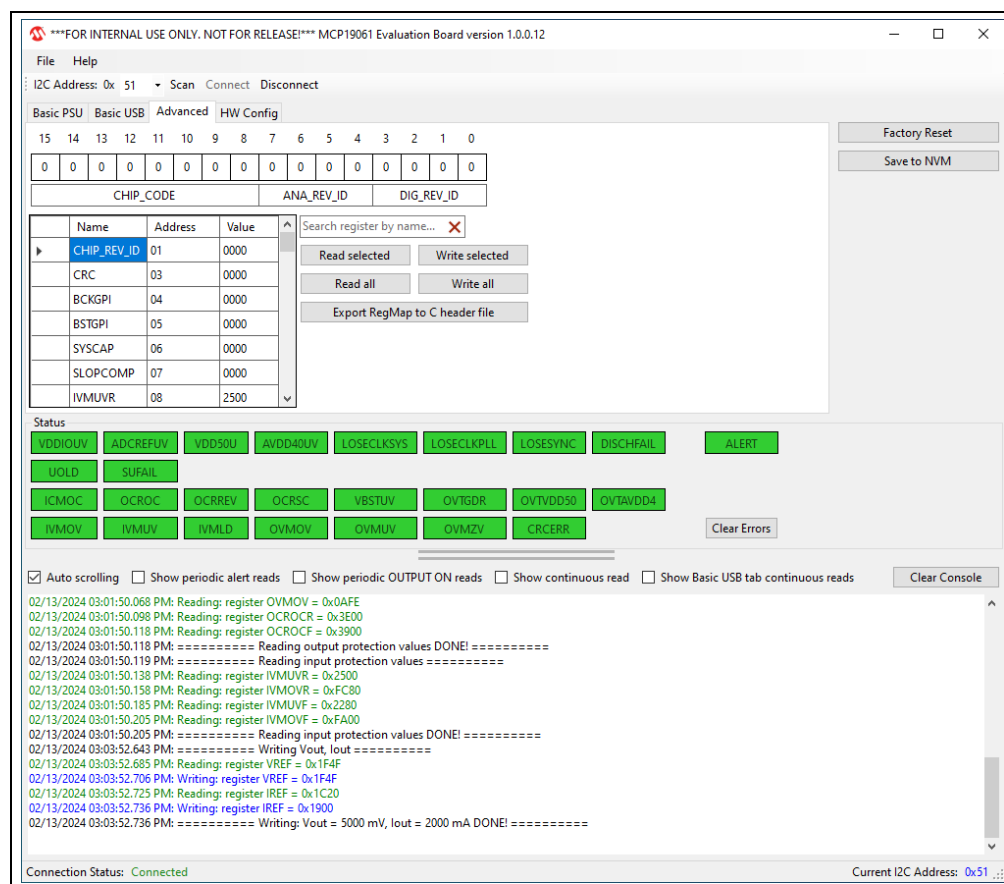 ***FOR INTERNAL USE ONLY. NOT FOR RELEASE!*** MCP19061 Evaluation Board version 1.0.0.12
File Help
I2C Address: 0x 51 Scan Connect Disconnect
Basic PSU Basic USB Advanced HW Config
15 14 13 12 11 10 9 8 7 6 5 4 3 2 1 0
0 0 0 0 0 0 0 0 0 0 0 0 0 0 0 0
CHIP_CODE ANA_REV_ID DIG_REV_ID
Factory Reset
Save to NVM
Name Address Value
CHIP_REV_ID 01 0000
CRC 03 0000
BCKGPI 04 0000
BSTGPI 05 0000
SYSCAP 06 0000
SLOPCOMP 07 0000
IVMUVR 08 2500
Search register by name...
Read selected Write selected
Read all Write all
Export RegMap to C header file
Status
VDDIOUV ADCREFUV VDD50U AVDD40UV LOSECLKSYS LOSECLKPLL LOSESYNC DISCHFAIL ALERT
UOLD SUFAIL
ICMOC OCROC OCRREV OCRSC VBSTUV OVTGDR OVTVDD50 OVTAVDD4
IVMOV IVMUV IVMLD OVMOV OVMUV OVMZV CRCERR Clear Errors
Auto scrolling Show periodic alert reads Show periodic OUTPUT ON reads Show continuous read Show Basic USB tab continuous reads Clear Console
02/13/2024 03:01:50.068 PM: Reading: register OVMOV = 0x0AFE
02/13/2024 03:01:50.098 PM: Reading: register OCROCR = 0x3E00
02/13/2024 03:01:50.118 PM: Reading: register OCROCF = 0x3900
02/13/2024 03:01:50.118 PM: ========== Reading output protection values DONE! ==========
02/13/2024 03:01:50.119 PM: ========== Reading input protection values ==========
02/13/2024 03:01:50.138 PM: Reading: register IVMUVR = 0x2500
02/13/2024 03:01:50.158 PM: Reading: register IVMOVR = 0xFC80
02/13/2024 03:01:50.185 PM: Reading: register IVMUVF = 0x2280
02/13/2024 03:01:50.205 PM: Reading: register IVMOVF = 0xFA00
02/13/2024 03:01:50.205 PM: ========== Reading input protection values DONE! ==========
02/13/2024 03:03:52.643 PM: ========== Writing Vout, Iout ==========
02/13/2024 03:03:52.685 PM: Reading: register VREF = 0x1F4F
02/13/2024 03:03:52.706 PM: Writing: register VREF = 0x1F4F
02/13/2024 03:03:52.725 PM: Reading: register IREF = 0x1C20
02/13/2024 03:03:52.736 PM: Writing: register IREF = 0x1900
02/13/2024 03:03:52.736 PM: ========== Writing: Vout = 5000 mV, Iout = 2000 mA DONE! ==========
Connection Status: Connected Current I2C Address: 0x51